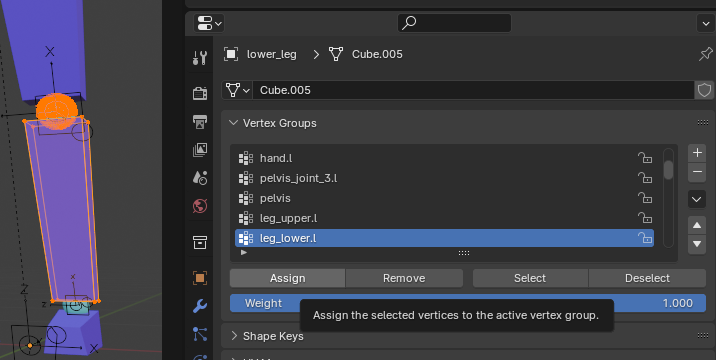 lower_leg > Cube.005
Cube.005
Vertex Groups
hand.l
pelvis_joint_3.l
pelvis
leg_upper.l
leg_lower.l
Assign Remove Select Deselect
Weight 1.000
Assign the selected vertices to the active vertex group.
Shape Keys
X
x
Z
z
X